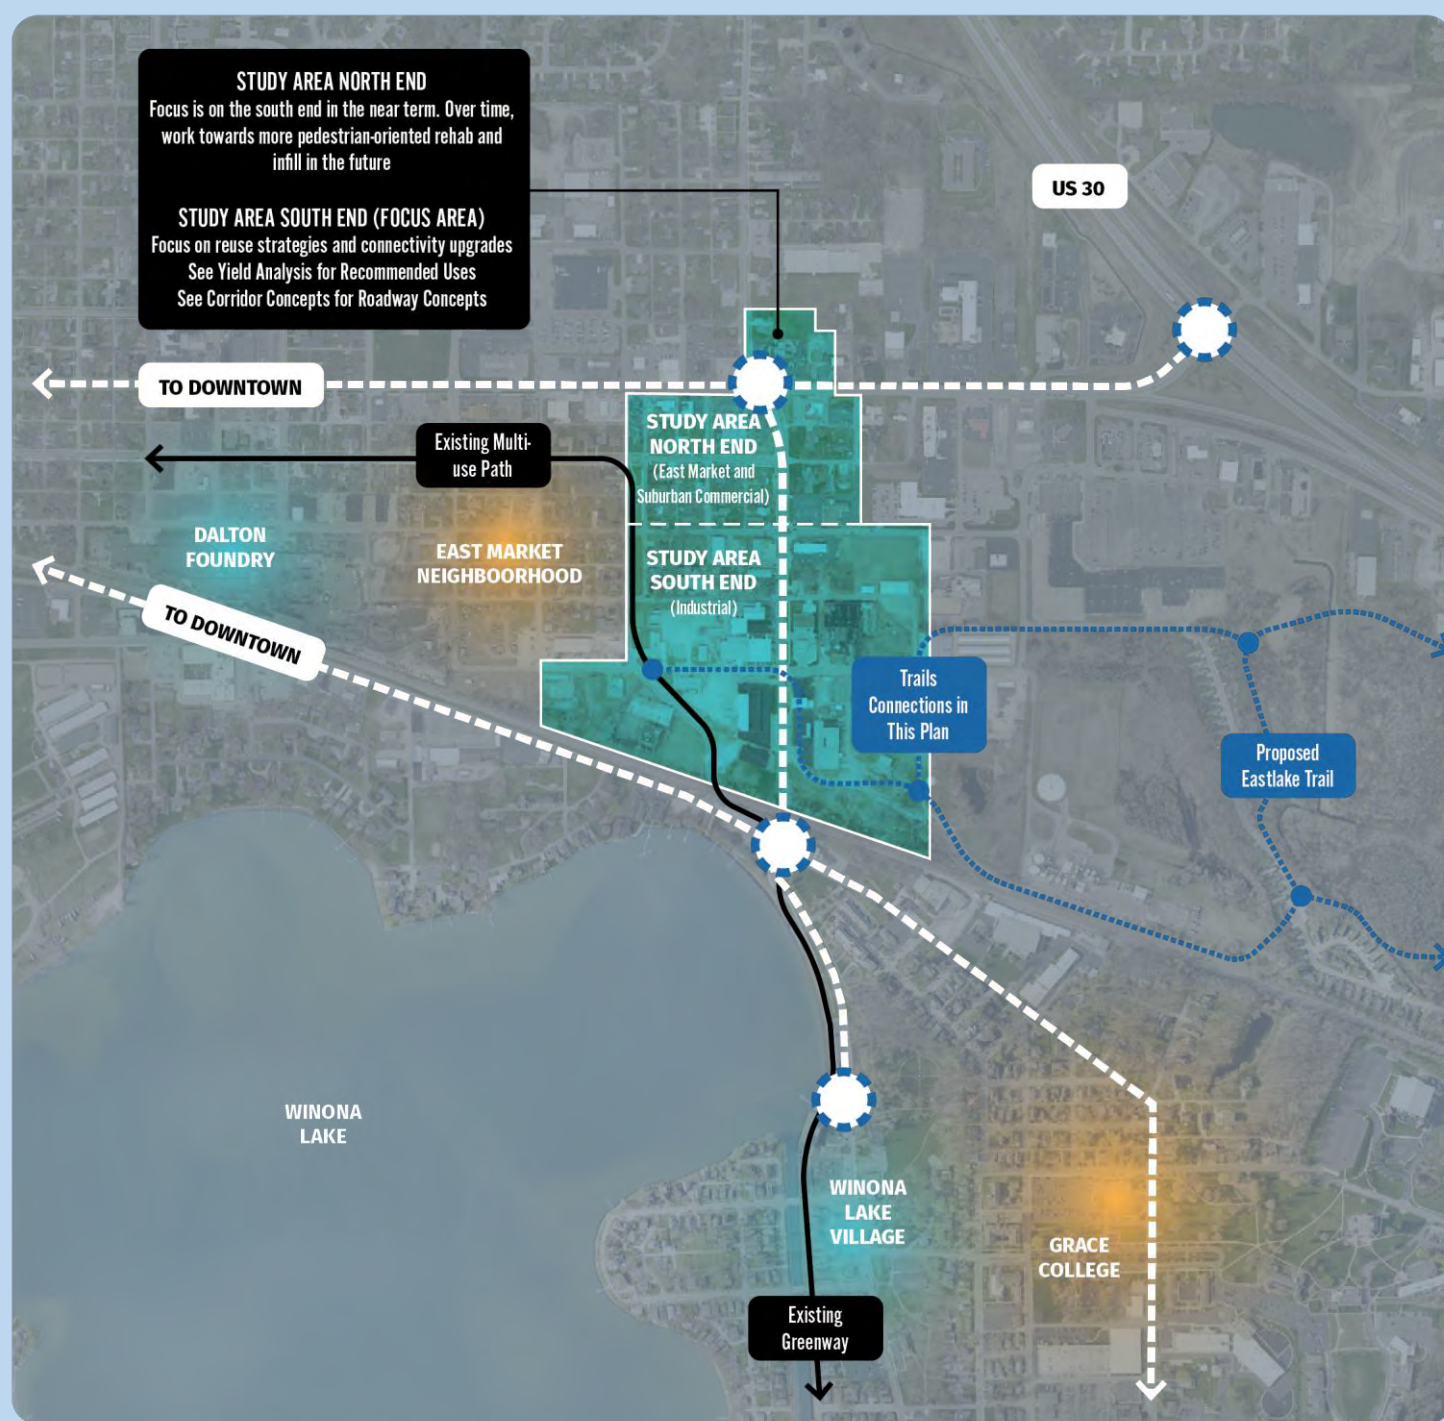 STUDY AREA NORTH END
Focus is on the south end in the near term. Over time,
work towards more pedestrian-oriented rehab and
infill in the future
STUDY AREA SOUTH END (FOCUS AREA)
Focus on reuse strategies and connectivity upgrades
See Yield Analysis for Recommended Uses
See Corridor Concepts for Roadway Concepts
US 30
TO DOWNTOWN
Existing Multi-
use Path
STUDY AREA
NORTH END
(East Market and
Suburban Commercial)
DALTON
FOUNDRY
EAST MARKET
NEIGHBOORHOOD
STUDY AREA
SOUTH END
(Industrial)
TO DOWNTOWN
Trails
Connections in
This Plan
Proposed
Eastlake Trail
WINONA
LAKE
WINONA
LAKE
VILLAGE
GRACE
COLLEGE
Existing
Greenway